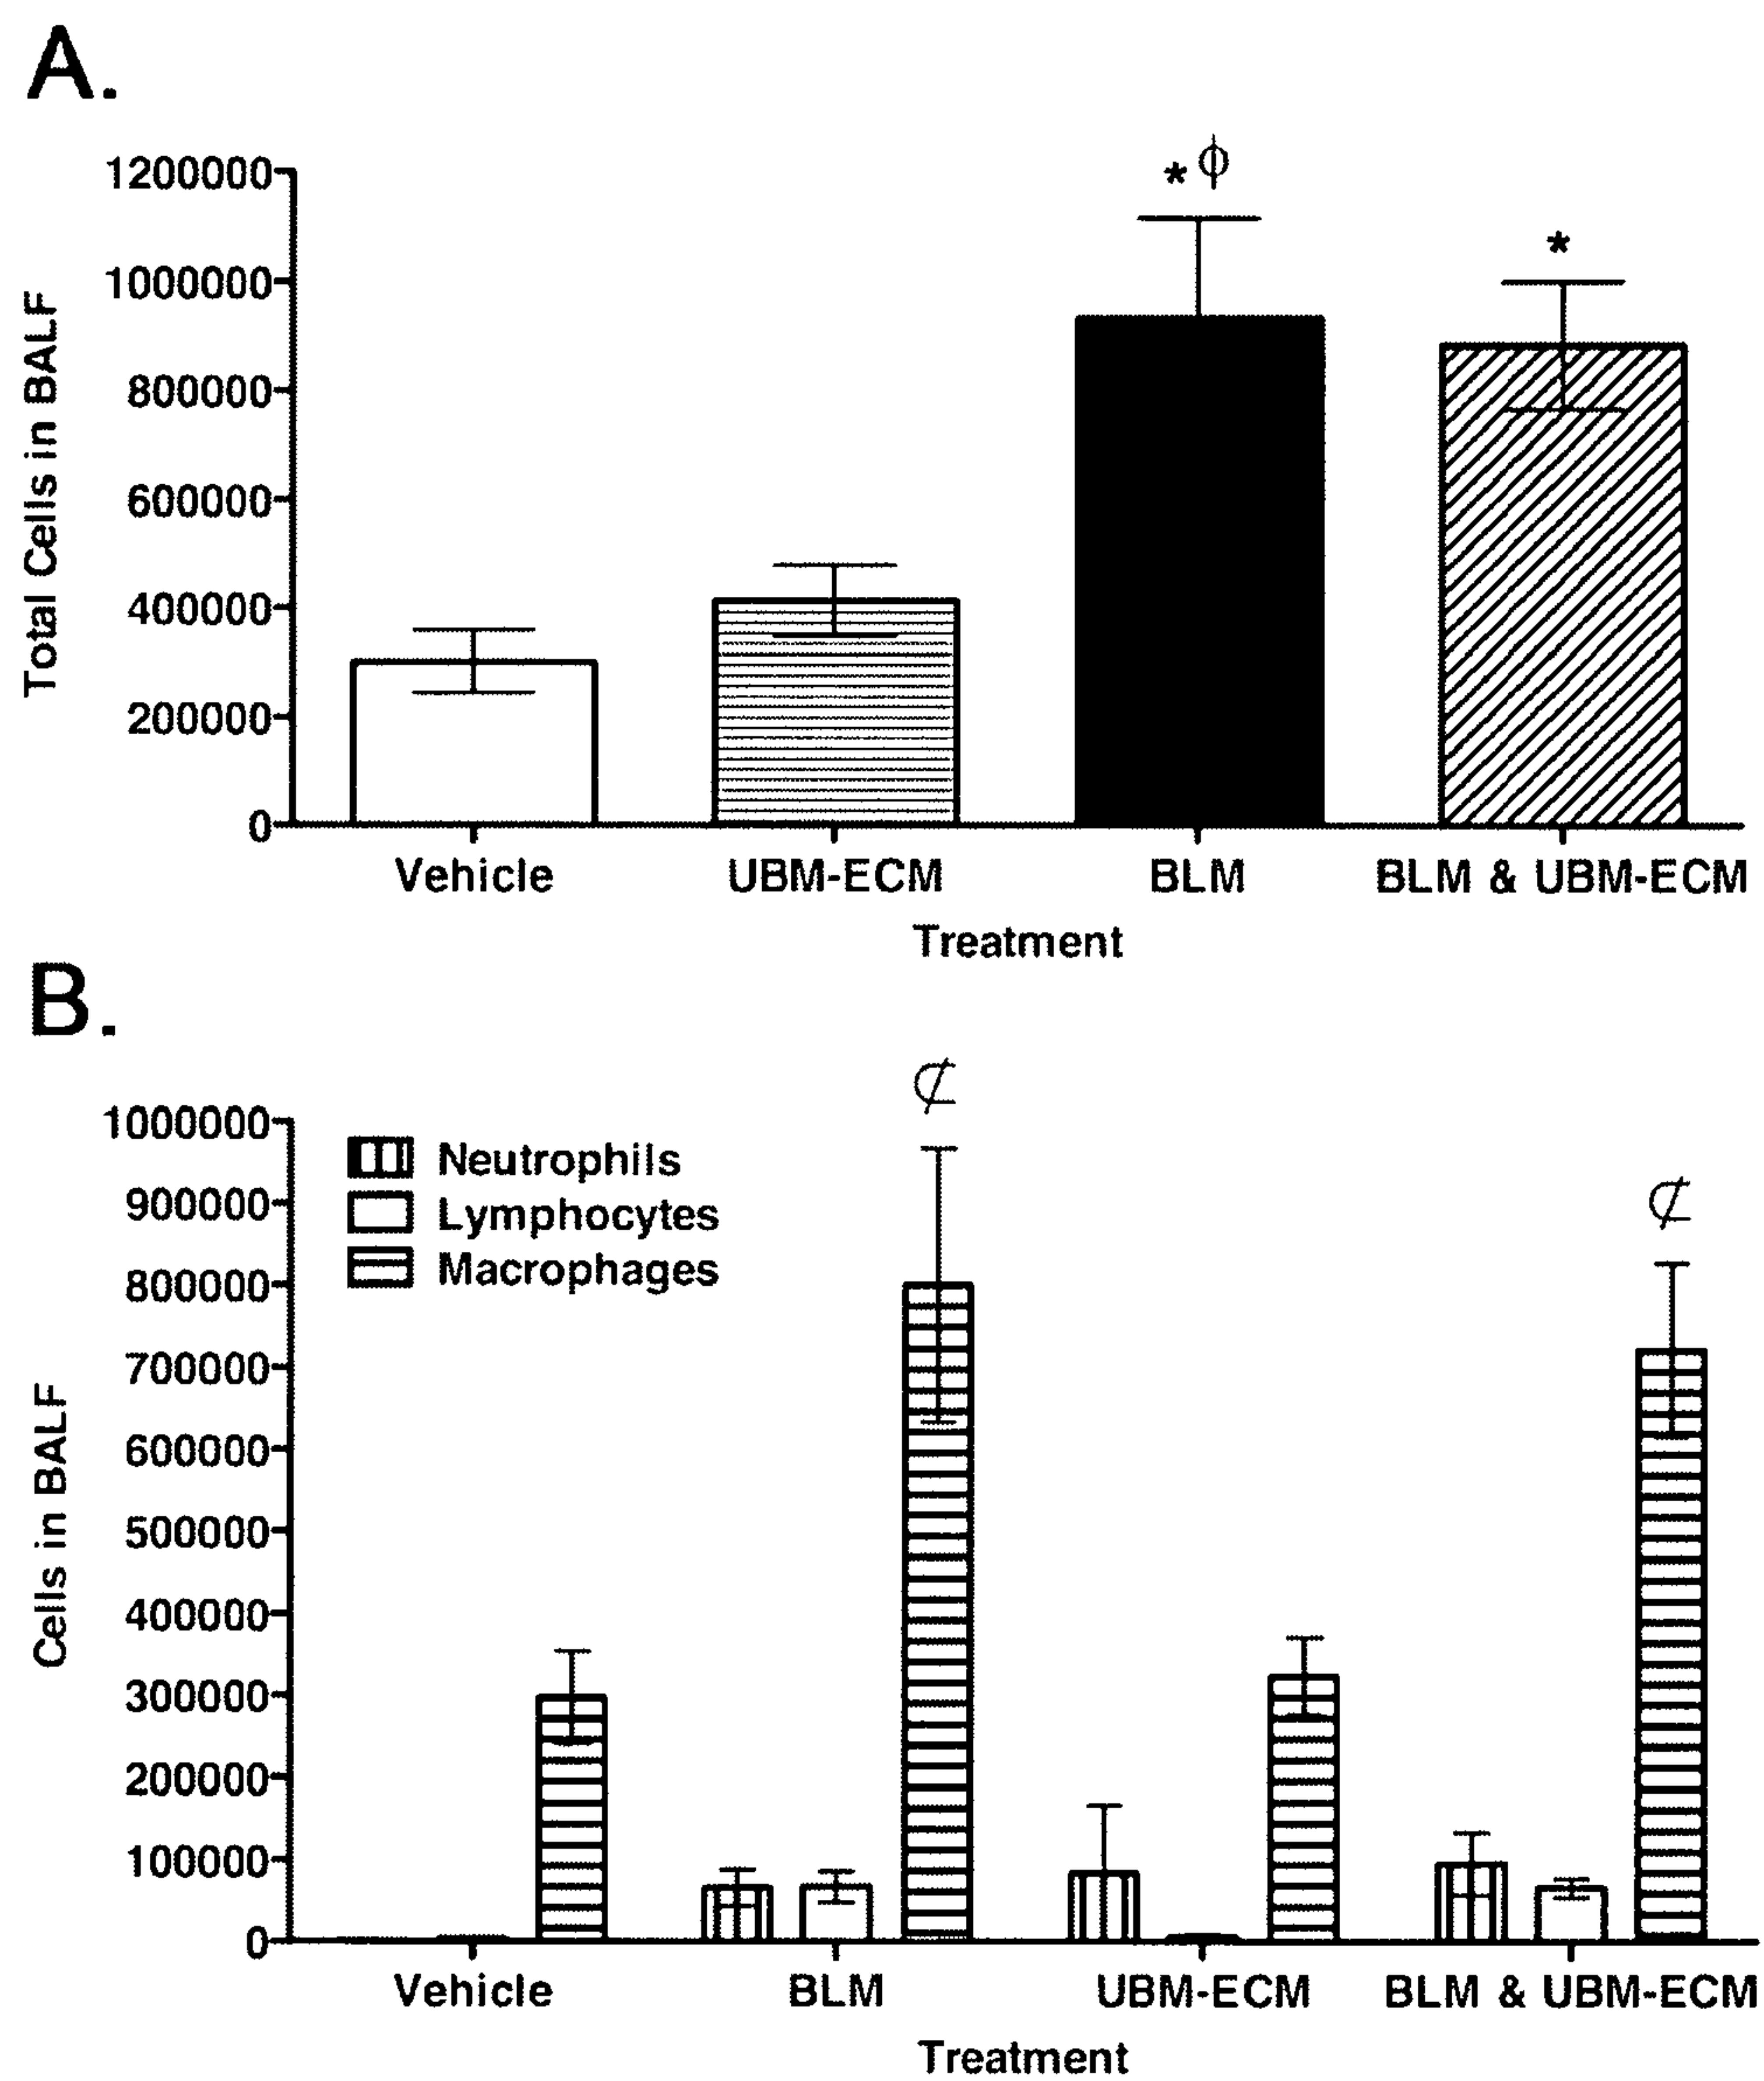 A.
* ϕ
*
1200000
1000000
800000
600000
400000
200000
0
Total Cells in BALF
Vehicle UBM-ECM BLM BLM & UBM-ECM
Treatment
B.
⊄
⊄
Neutrophils
Lymphocytes
Macrophages
1000000
900000
800000
700000
600000
500000
400000
300000
200000
100000
0
Cells in BALF
Vehicle BLM UBM-ECM BLM & UBM-ECM
Treatment